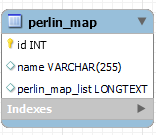 perlin_map
id INT
name VARCHAR(255)
perlin_map_list LONGTEXT
Indexes